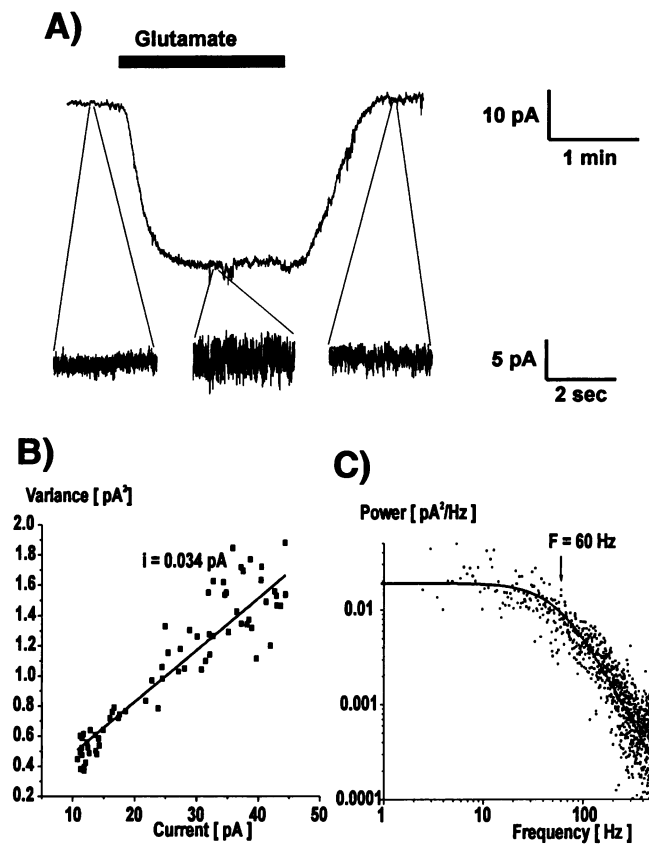 A)
Glutamate
10 pA
1 min
5 pA
2 sec
B)
Variance [ pA²]
i = 0.034 pA
2.0
1.8
1.6
1.4
1.2
1.0
0.8
0.6
0.4
0.2
10 20 30 40 50
Current [ pA]
C)
Power [ pA²/Hz]
F = 60 Hz
0.01
0.001
0.0001
1 10 100
Frequency [ Hz]